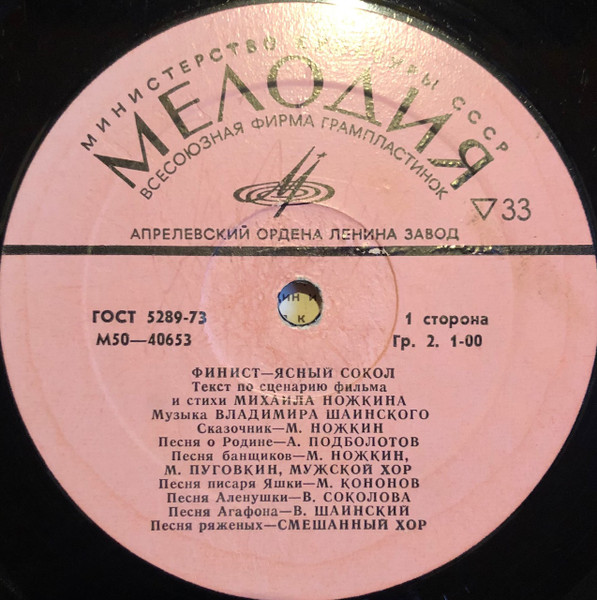 МИНИСТЕРСТВО КУЛЬТУРЫ СССР
МЕЛОДИЯ
ВСЕСОЮЗНАЯ ФИРМА ГРАМПЛАСТИНОК
▽33
АПРЕЛЕВСКИЙ ОРДЕНА ЛЕНИНА ЗАВОД
ГОСТ 5289-73
М50—40653
1 сторона
Гр. 2. 1-00
ФИНИСТ—ЯСНЫЙ СОКОЛ
Текст по сценарию фильма
и стихи МИХАИЛА НОЖКИНА
Музыка ВЛАДИМИРА ШАИНСКОГО
Сказочник—М. НОЖКИН
Песня о Родине—А. ПОДБОЛОТОВ
Песня банщиков—М. НОЖКИН,
М. ПУГОВКИН, МУЖСКОЙ ХОР
Песня писаря Яшки—М. КОНОНОВ
Песня Аленушки—В. СОКОЛОВА
Песня Агафона—В. ШАИНСКИЙ
Песня ряженых—СМЕШАННЫЙ ХОР